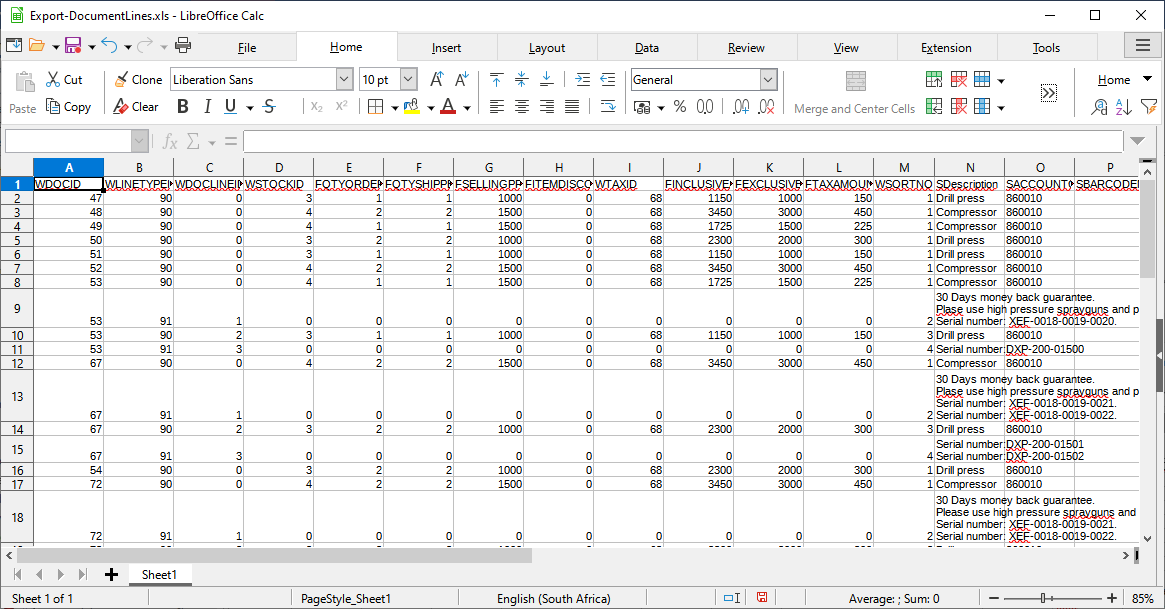 Export-DocumentLines.xls - LibreOffice Calc
File Home Insert Layout Data Review View Extension Tools
Cut Clone Liberation Sans 10 pt General Home
Paste Copy Clear B I U S Merge and Center Cells
A B C D E F G H I J K L M N O P
1 WDOCID WLINETYPEI WDOCLINEID WSTOCKID FQTYORDER FQTYSHIPPI FSELLINGPR FITEMDISCO WTAXID FINCLUSIVE FEXCLUSIVE FTAXAMOUN WSORTNO SDescription SACCOUNT SBARCODE
2 47 90 0 3 1 1 1000 0 68 1150 1000 150 1 Drill press 860010
3 48 90 0 4 2 2 1500 0 68 3450 3000 450 1 Compressor 860010
4 49 90 0 4 1 1 1500 0 68 1725 1500 225 1 Compressor 860010
5 50 90 0 3 2 2 1000 0 68 2300 2000 300 1 Drill press 860010
6 51 90 0 3 1 1 1000 0 68 1150 1000 150 1 Drill press 860010
7 52 90 0 4 2 2 1500 0 68 3450 3000 450 1 Compressor 860010
8 53 90 0 4 1 1 1500 0 68 1725 1500 225 1 Compressor 860010
30 Days money back guarantee.
Plase use high pressure sprayguns and p
9 53 91 1 0 0 0 0 0 0 0 0 0 2 Serial number: XEF-0018-0019-0020.
10 53 90 2 3 1 1 1000 0 68 1150 1000 150 3 Drill press 860010
11 53 91 3 0 0 0 0 0 0 0 0 0 4 Serial number:DXP-200-01500
12 67 90 0 4 2 2 1500 0 68 3450 3000 450 1 Compressor 860010
30 Days money back guarantee.
Plase use high pressure sprayguns and p
Serial number: XEF-0018-0019-0021.
13 67 91 1 0 0 0 0 0 0 0 0 0 2 Serial number: XEF-0018-0019-0022.
14 67 90 2 3 2 2 1000 0 68 2300 2000 300 3 Drill press 860010
Serial number:DXP-200-01501
15 67 91 3 0 0 0 0 0 0 0 0 0 4 Serial number:DXP-200-01502
16 54 90 0 3 2 2 1000 0 68 2300 2000 300 1 Drill press 860010
17 72 90 0 4 2 2 1500 0 68 3450 3000 450 1 Compressor 860010
30 Days money back guarantee.
Please use high pressure sprayguns and
Serial number: XEF-0018-0019-0021.
18 72 91 1 0 0 0 0 0 0 0 0 0 2 Serial number: XEF-0018-0019-0022.
Sheet1
Sheet 1 of 1 PageStyle_Sheet1 English (South Africa) Average: ; Sum: 0 85%